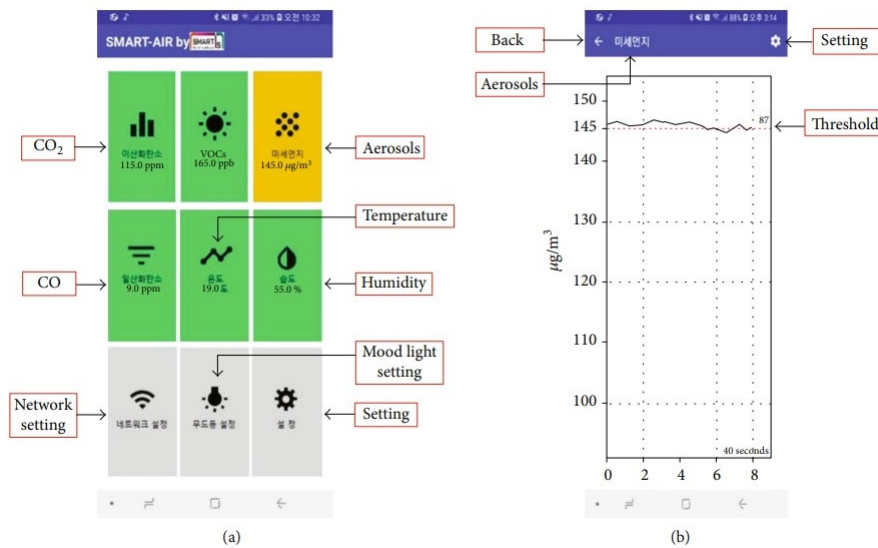 33% 오전 10:32
SMART-AIR by SMART IS
CO2
이산화탄소
115.0 ppm
VOCs
165.0 ppb
미세먼지
145.0 μg/m³
Aerosols
Temperature
CO
일산화탄소
9.0 ppm
온도
19.0 도
습도
55.0 %
Humidity
Mood light
setting
Network
setting
네트워크 설정
무드등 설정
설 정
Setting
(a)
88% 오후 3:14
Back
미세먼지
Setting
Aerosols
150
145
87
Threshold
140
130
120
110
100
μg/m³
40 seconds
0 2 4 6 8
(b)